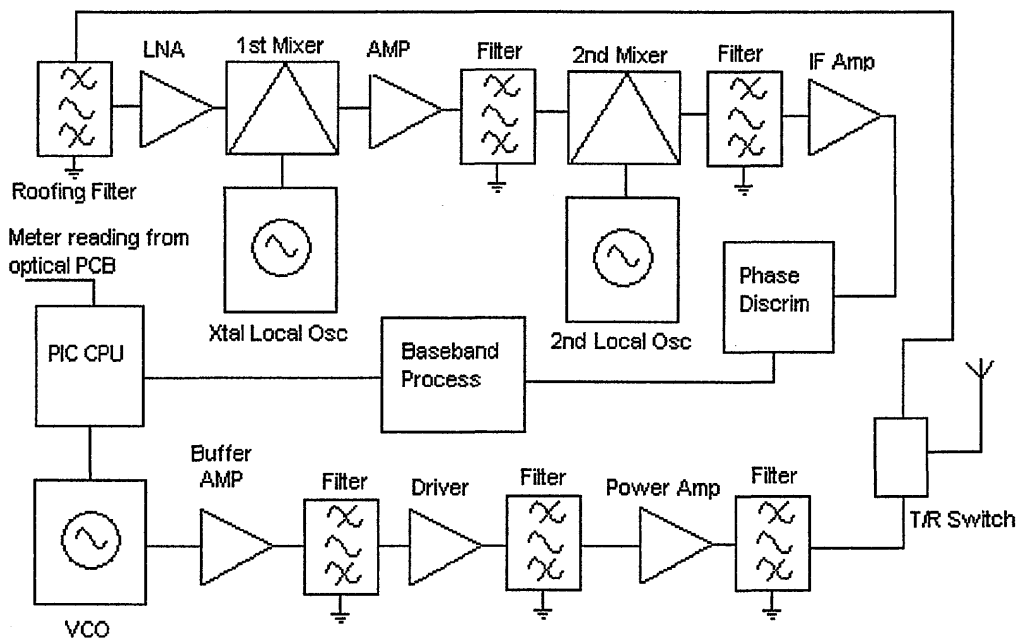 LNA
1st Mixer
AMP
Filter
2nd Mixer
Filter
IF Amp
Roofing Filter
Meter reading from
optical PCB
Xtal Local Osc
2nd Local Osc
Phase
Discrim
PIC CPU
Baseband
Process
Buffer
AMP
Filter
Driver
Filter
Power Amp
Filter
T/R Switch
VCO